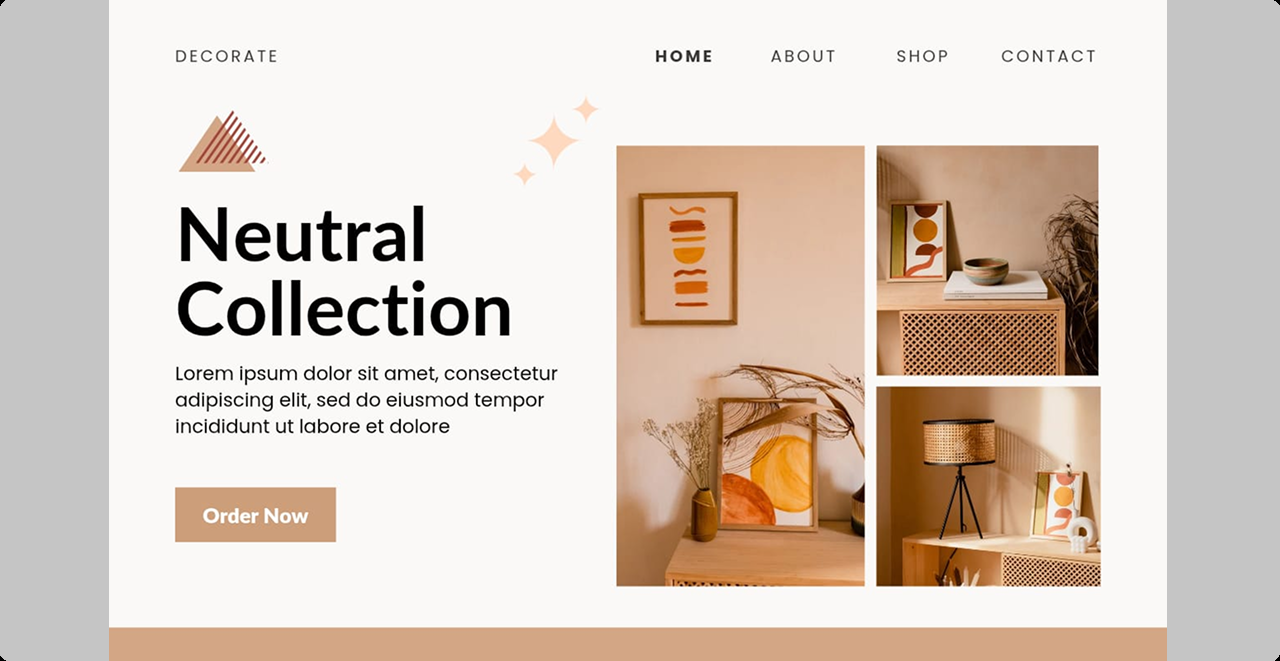 DECORATE
HOME ABOUT SHOP CONTACT
Neutral
Collection
Lorem ipsum dolor sit amet, consectetur
adipiscing elit, sed do eiusmod tempor
incididunt ut labore et dolore
Order Now